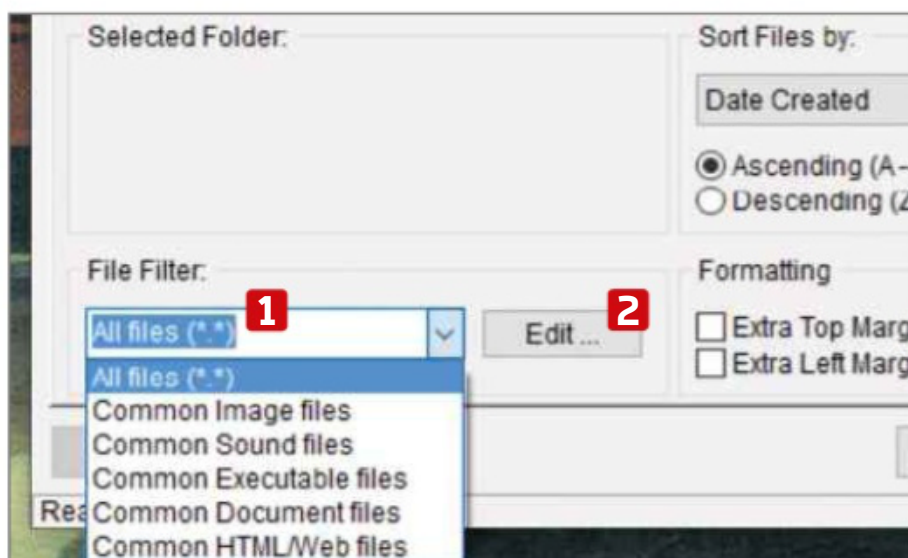 Selected Folder:
Sort Files by:
Date Created
Ascending (A-
Descending (Z
File Filter:
Formatting
All files (*.*)
1
Edit ...
2
Extra Top Marg
Extra Left Marg
All files (*.*)
Common Image files
Common Sound files
Common Executable files
Common Document files
Common HTML/Web files
Rea